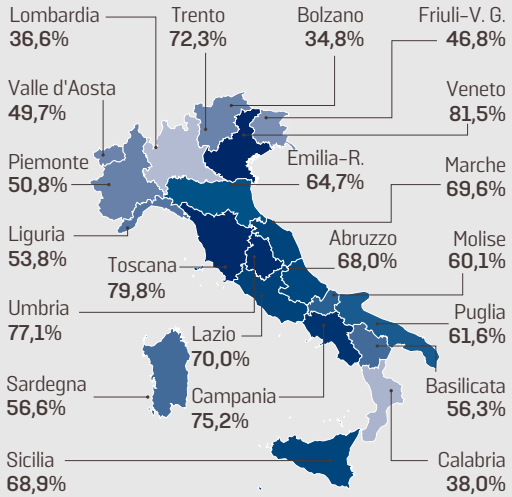 Lombardia
36,6%
Trento
72,3%
Bolzano
34,8%
Friuli-V. G.
46,8%
Valle d'Aosta
49,7%
Veneto
81,5%
Piemonte
50,8%
Emilia-R.
64,7%
Marche
69,6%
Liguria
53,8%
Toscana
79,8%
Abruzzo
68,0%
Molise
60,1%
Umbria
77,1%
Lazio
70,0%
Puglia
61,6%
Sardegna
56,6%
Campania
75,2%
Basilicata
56,3%
Sicilia
68,9%
Calabria
38,0%